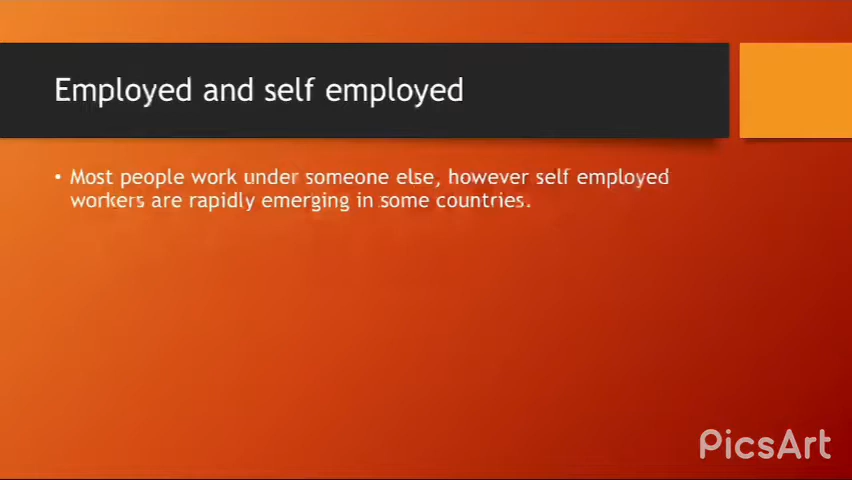 Employed and self employed
• Most people work under someone else, however self employed
workers are rapidly emerging in some countries.
PicsArt